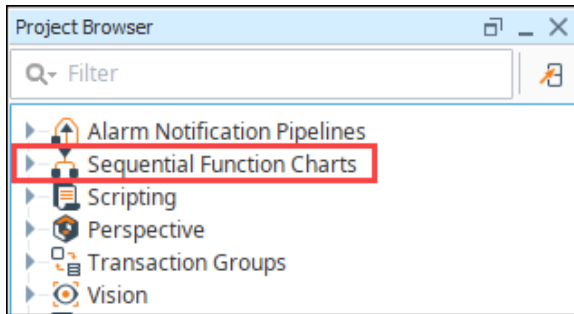 Project Browser
Filter
Alarm Notification Pipelines
Sequential Function Charts
Scripting
Perspective
Transaction Groups
Vision